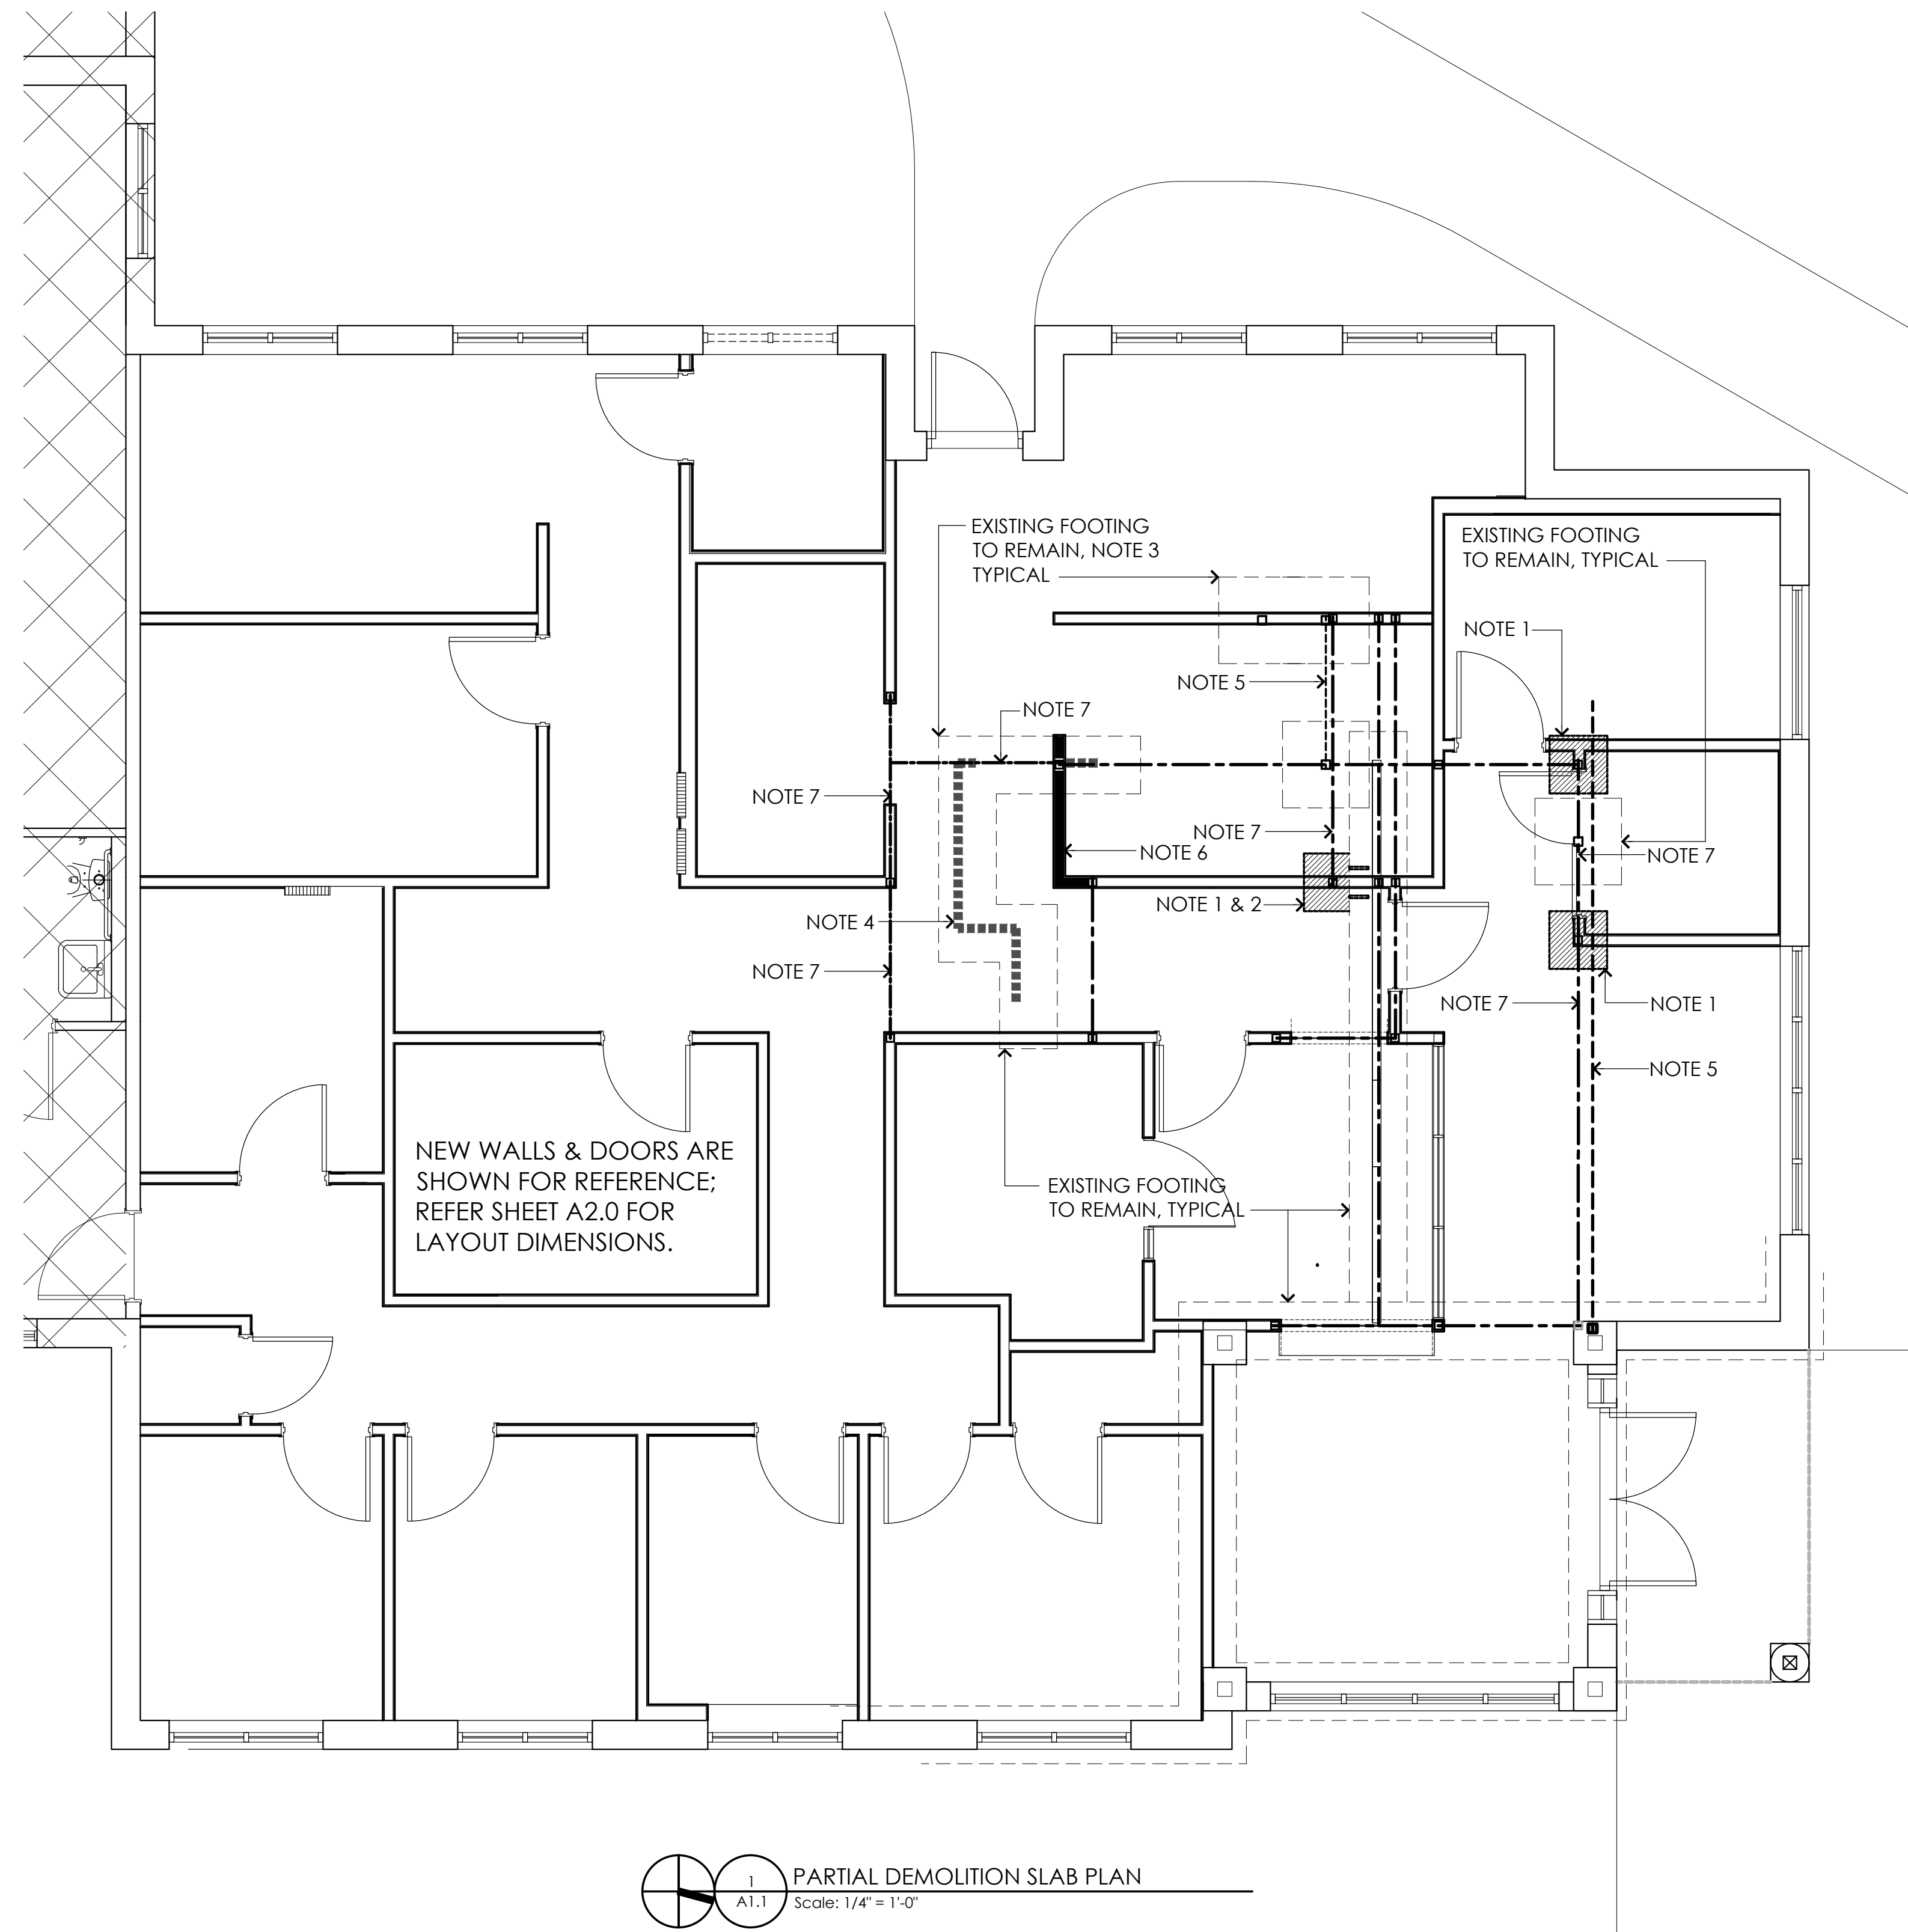 EXISTING FOOTING
TO REMAIN, NOTE 3
TYPICAL
EXISTING FOOTING
TO REMAIN, TYPICAL
NOTE 1
NOTE 5
NOTE 7
NOTE 7
NOTE 7
NOTE 6
NOTE 7
NOTE 1 & 2
NOTE 4
NOTE 7
NOTE 7
NOTE 1
NOTE 5
NEW WALLS & DOORS ARE
SHOWN FOR REFERENCE;
REFER SHEET A2.0 FOR
LAYOUT DIMENSIONS.
EXISTING FOOTING
TO REMAIN, TYPICAL
1
A1.1
PARTIAL DEMOLITION SLAB PLAN
Scale: 1/4" = 1'-0"